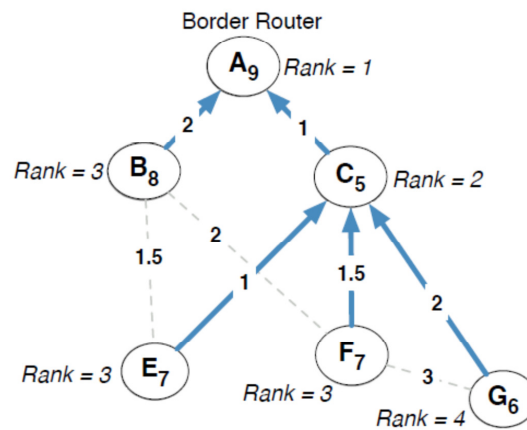 Border Router
A9 Rank = 1
2 1
Rank = 3 B8 C5 Rank = 2
2
1.5 1.5
1 2
Rank = 3 E7 F7 3
Rank = 3 G6
Rank = 4